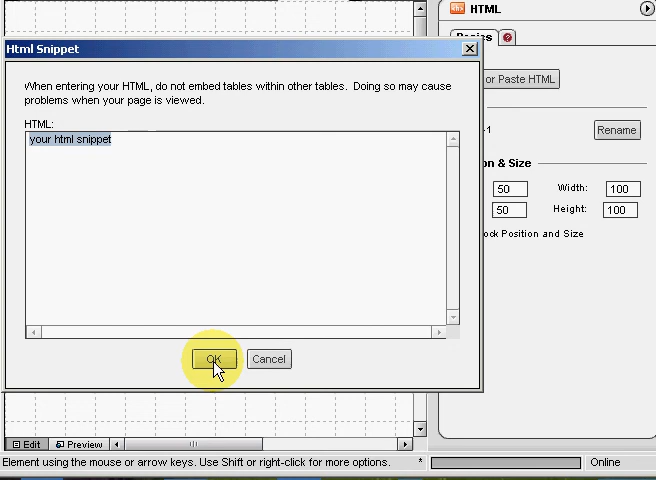 HTML
Html Snippet
Basics
When entering your HTML, do not embed tables within other tables. Doing so may cause
problems when your page is viewed.
or Paste HTML
HTML:
your html snippet
-1
Rename
on & Size
50
Width:
100
50
Height:
100
ock Position and Size
OK
Cancel
Edit
Preview
Element using the mouse or arrow keys. Use Shift or right-click for more options.
*
Online